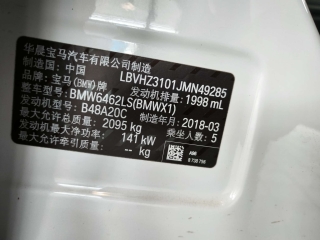 华晨宝马汽车有限公司制造
制造国：中国 LBVHZ3101JMN49285
品牌：宝马(BMW)牌 发动机排量：1998 mL
整车型号：BMW6462LS(BMWX1)
发动机型号：B48A20C 制造年月：2018-03
最大允许总质量：2095 kg 乘坐人数：5
发动机最大净功率：141 kW
最大允许牵引质量：--(--)kg